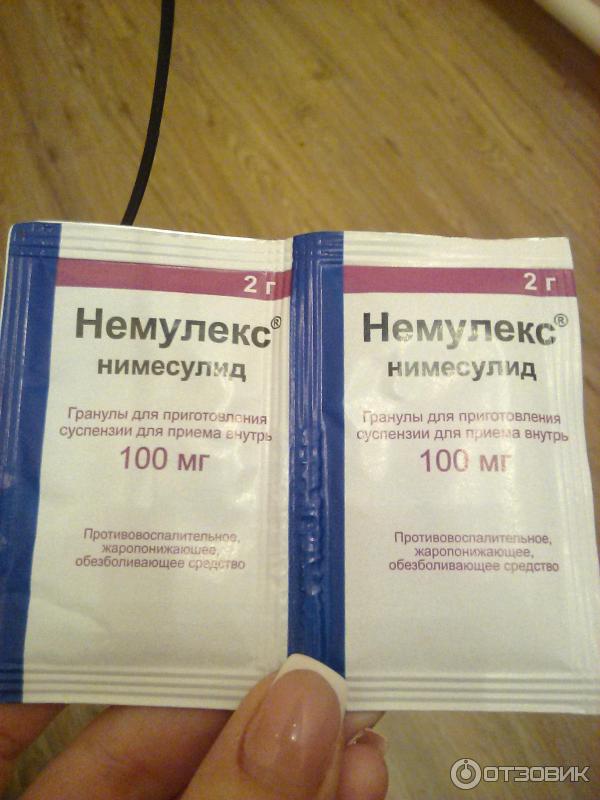 2 г
Немулекс®
нимесулид
Гранулы для приготовления
суспензии для приема внутрь
100 мг
Противовоспалительное,
жаропонижающее,
обезболивающее средство
2 г
Немулекс®
нимесулид
Гранулы для приготовления
суспензии для приема внутрь
100 мг
Противовоспалительное,
жаропонижающее,
обезболивающее средство
ОТЗОВИК